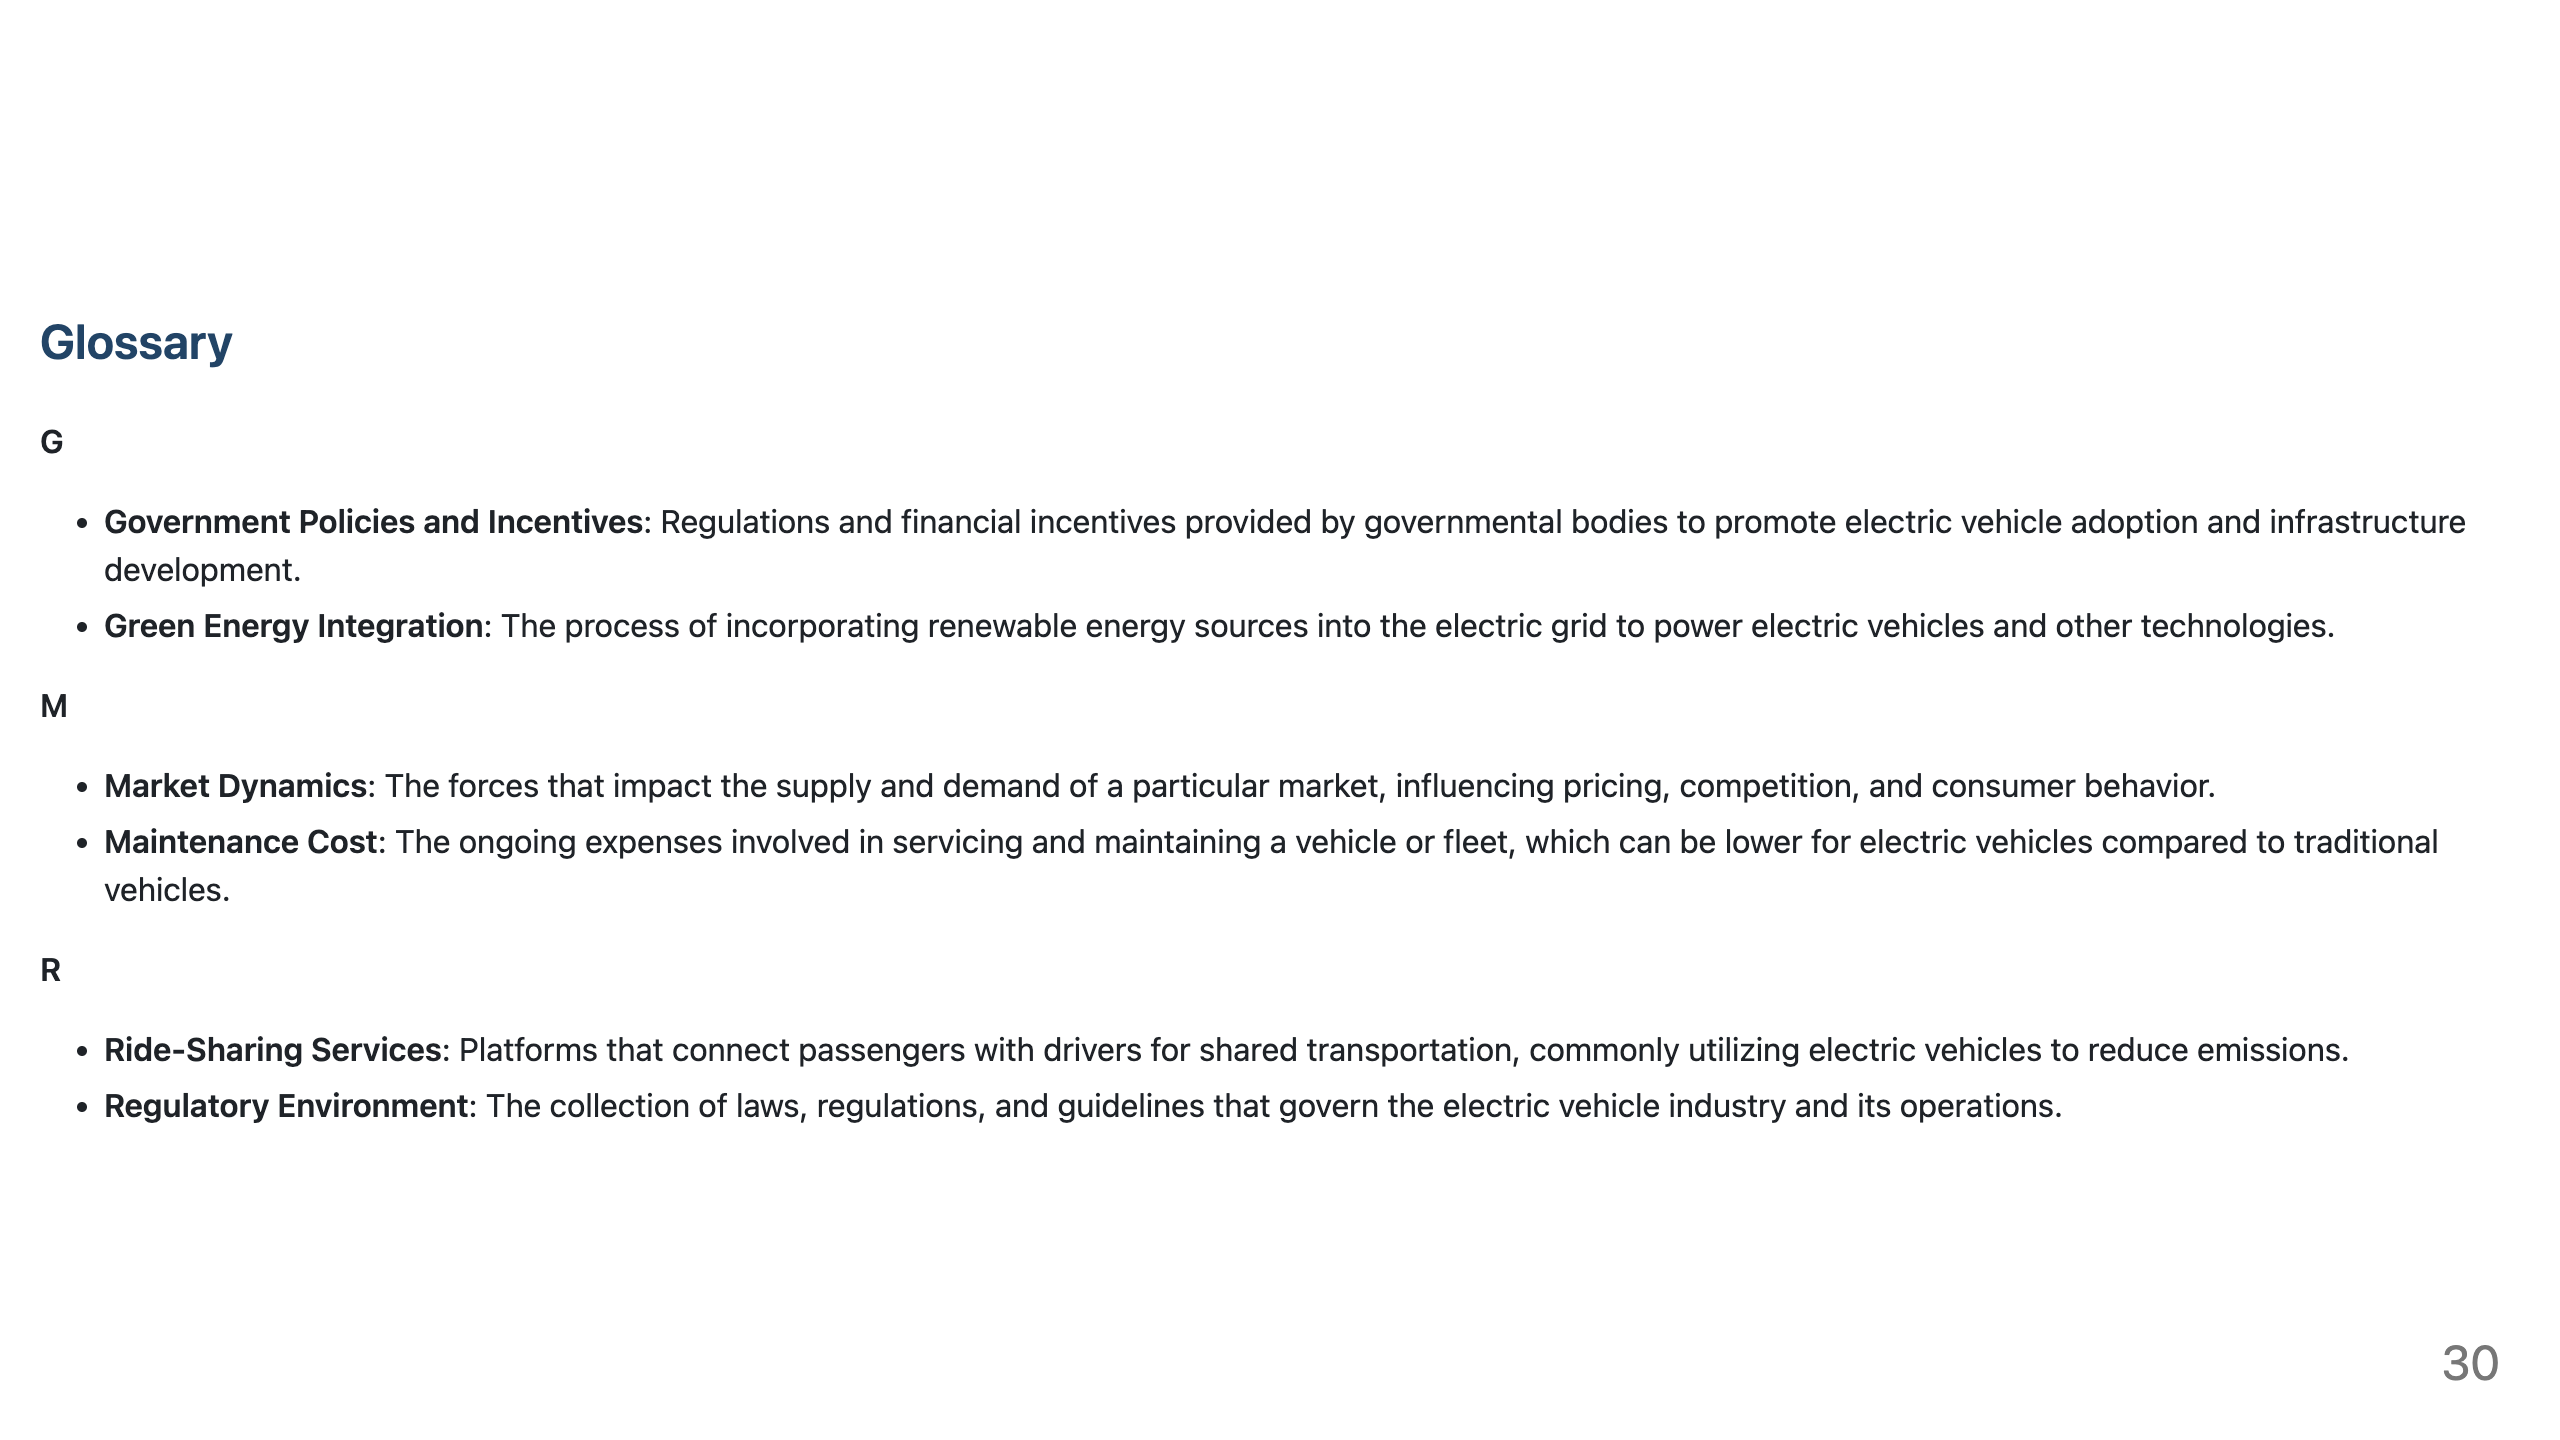 Glossary
G
• Government Policies and Incentives: Regulations and financial incentives provided by governmental bodies to promote electric vehicle adoption and infrastructure
development.
• Green Energy Integration: The process of incorporating renewable energy sources into the electric grid to power electric vehicles and other technologies.
M
• Market Dynamics: The forces that impact the supply and demand of a particular market, influencing pricing, competition, and consumer behavior.
• Maintenance Cost: The ongoing expenses involved in servicing and maintaining a vehicle or fleet, which can be lower for electric vehicles compared to traditional
vehicles.
R
• Ride-Sharing Services: Platforms that connect passengers with drivers for shared transportation, commonly utilizing electric vehicles to reduce emissions.
• Regulatory Environment: The collection of laws, regulations, and guidelines that govern the electric vehicle industry and its operations.
30